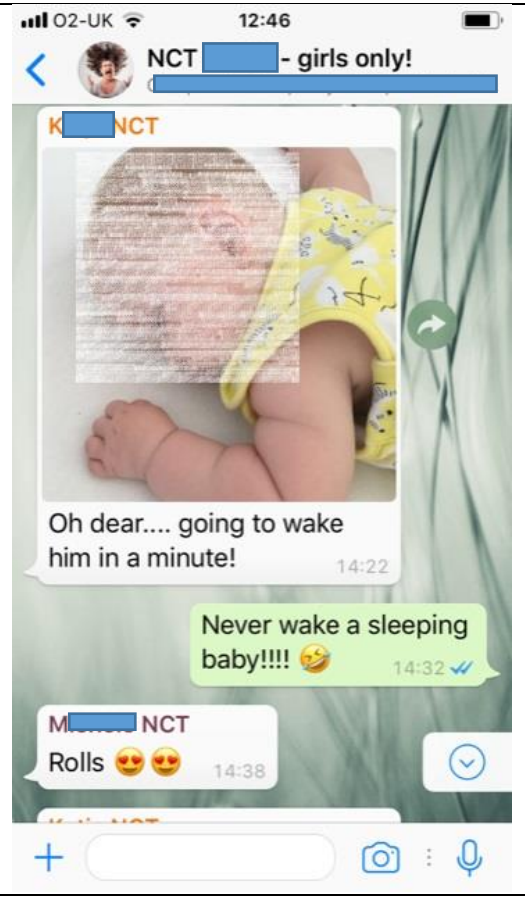 O2-UK 12:46
NCT - girls only!
NCT
Oh dear.... going to wake
him in a minute!
14:22
Never wake a sleeping
baby!!!! 🤣
14:32
NCT
Rolls 😍😍
14:38